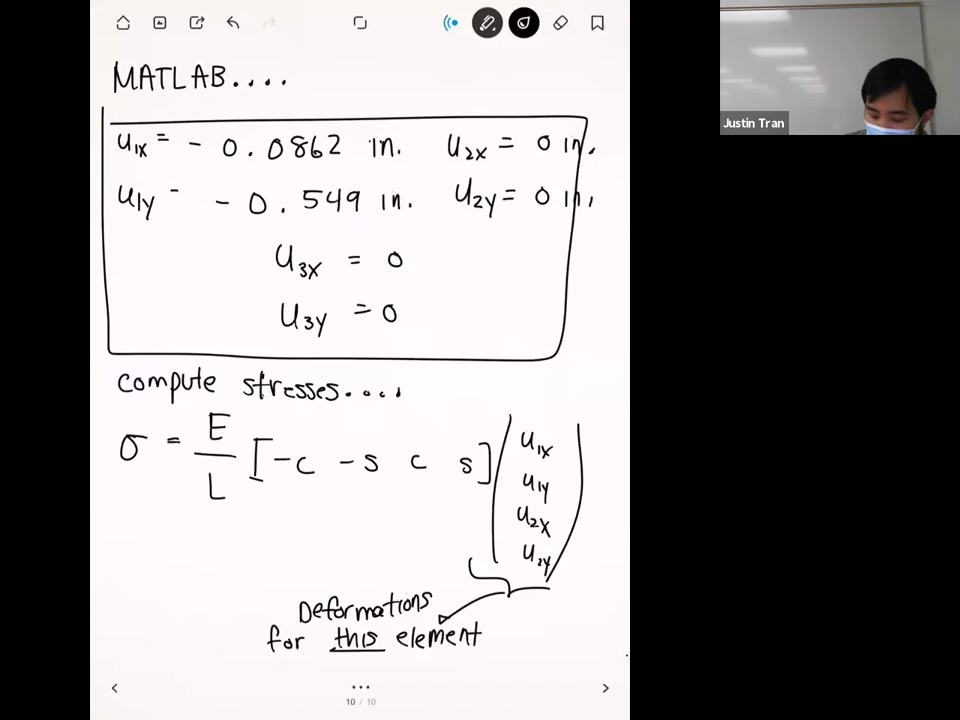 MATLAB....
u1x = - 0.0862 in. u2x = 0 in.
u1y - - 0.549 in. u2y = 0 in.
u3x = 0
u3y = 0
compute stresses....
σ = E/L [-c -s c s] (u1x
u1y
u2x
u2y)
Deformations
for this element
10 / 10
Justin Tran